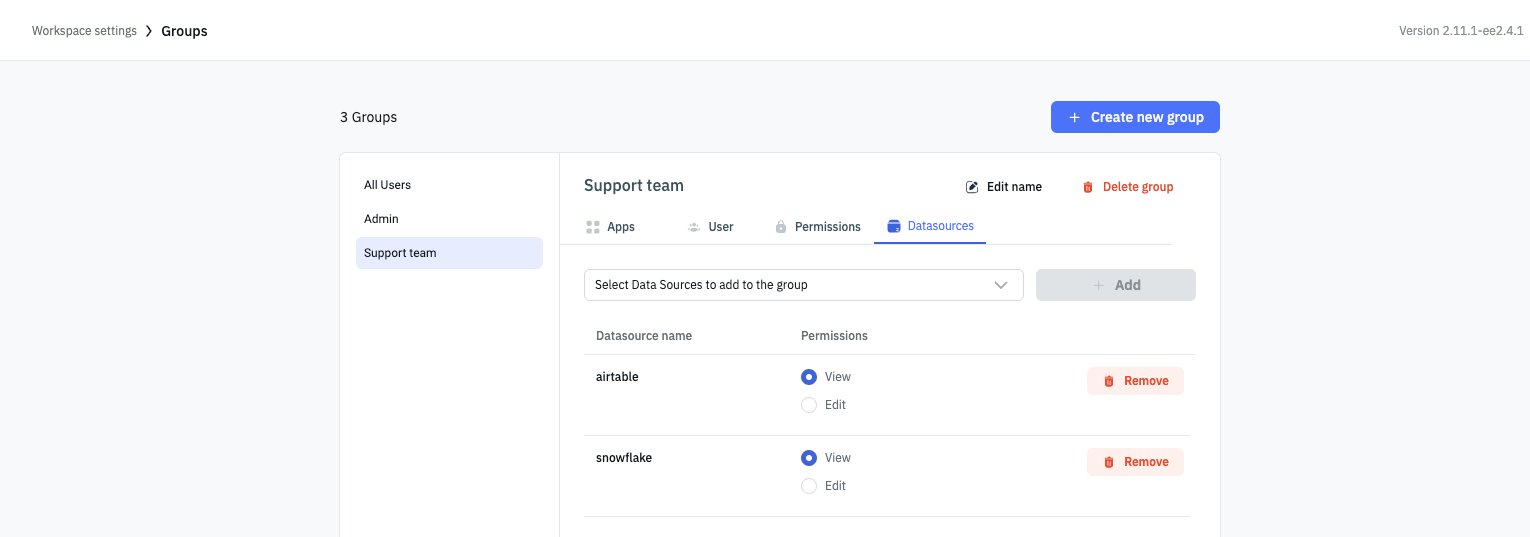 Workspace settings > Groups
Version 2.11.1-ee2.4.1
3 Groups
+ Create new group
All Users
Admin
Support team
Support team
Edit name
Delete group
Apps
User
Permissions
Datasources
Select Data Sources to add to the group
+ Add
Datasource name
Permissions
airtable
View
Edit
Remove
snowflake
View
Edit
Remove